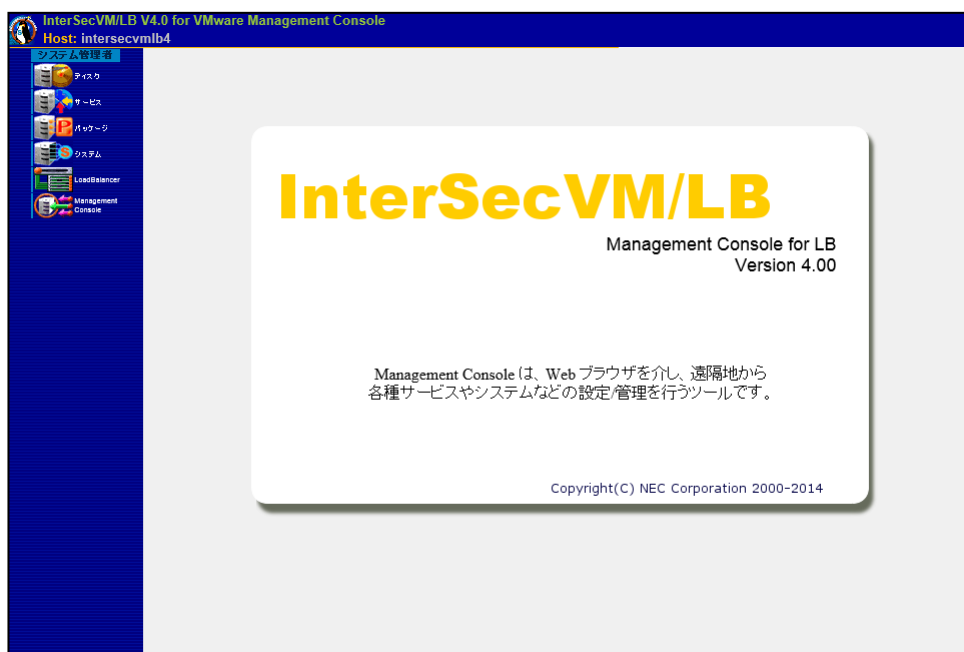 InterSecVM/LB V4.0 for VMware Management Console
Host: intersecvmlb4
システム管理者
ディスク
サービス
パッケージ
システム
LoadBalancer
Management
Console
InterSecVM/LB
Management Console for LB
Version 4.00
Management Console は、Web ブラウザを介し、遠隔地から
各種サービスやシステムなどの設定/管理を行うツールです。
Copyright(C) NEC Corporation 2000-2014